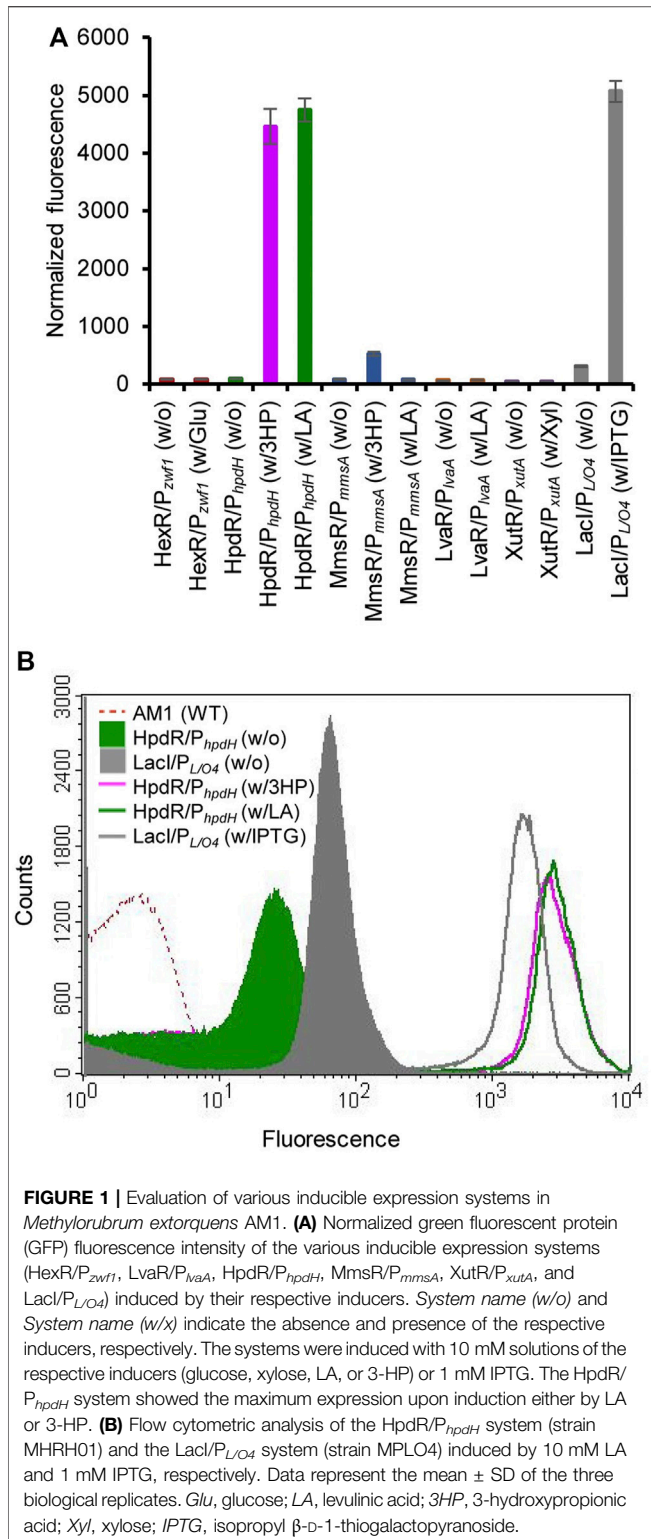 A
6000
5000
4000
3000
2000
1000
0
Normalized fluorescence
HexR/Pzwf1 (w/o)
HexR/Pzwf1 (w/Glu)
HpdR/PhpdH (w/o)
HpdR/PhpdH (w/3HP)
HpdR/PhpdH (w/LA)
MmsR/PmmsA (w/o)
MmsR/PmmsA (w/3HP)
MmsR/PmmsA (w/LA)
LvaR/PlvaA (w/o)
LvaR/PlvaA (w/LA)
XutR/PxutA (w/o)
XutR/PxutA (w/Xyl)
LacI/PL/O4 (w/o)
LacI/PL/O4 (w/IPTG)
B
3000
2400
1800
1200
600
0
Counts
AM1 (WT)
HpdR/PhpdH (w/o)
LacI/PL/O4 (w/o)
HpdR/PhpdH (w/3HP)
HpdR/PhpdH (w/LA)
LacI/PL/O4 (w/IPTG)
10^0 10^1 10^2 10^3 10^4
Fluorescence
FIGURE 1 | Evaluation of various inducible expression systems in
Methylorubrum extorquens AM1. (A) Normalized green fluorescent protein
(GFP) fluorescence intensity of the various inducible expression systems
(HexR/Pzwf1, LvaR/PlvaA, HpdR/PhpdH, MmsR/PmmsA, XutR/PxutA, and
LacI/PL/O4) induced by their respective inducers. System name (w/o) and
System name (w/x) indicate the absence and presence of the respective
inducers, respectively. The systems were induced with 10 mM solutions of the
respective inducers (glucose, xylose, LA, or 3-HP) or 1 mM IPTG. The HpdR/
PhpdH system showed the maximum expression upon induction either by LA
or 3-HP. (B) Flow cytometric analysis of the HpdR/PhpdH system (strain
MHRH01) and the LacI/PL/O4 system (strain MPLO4) induced by 10 mM LA
and 1 mM IPTG, respectively. Data represent the mean ± SD of the three
biological replicates. Glu, glucose; LA, levulinic acid; 3HP, 3-hydroxypropionic
acid; Xyl, xylose; IPTG, isopropyl β-D-1-thiogalactopyranoside.